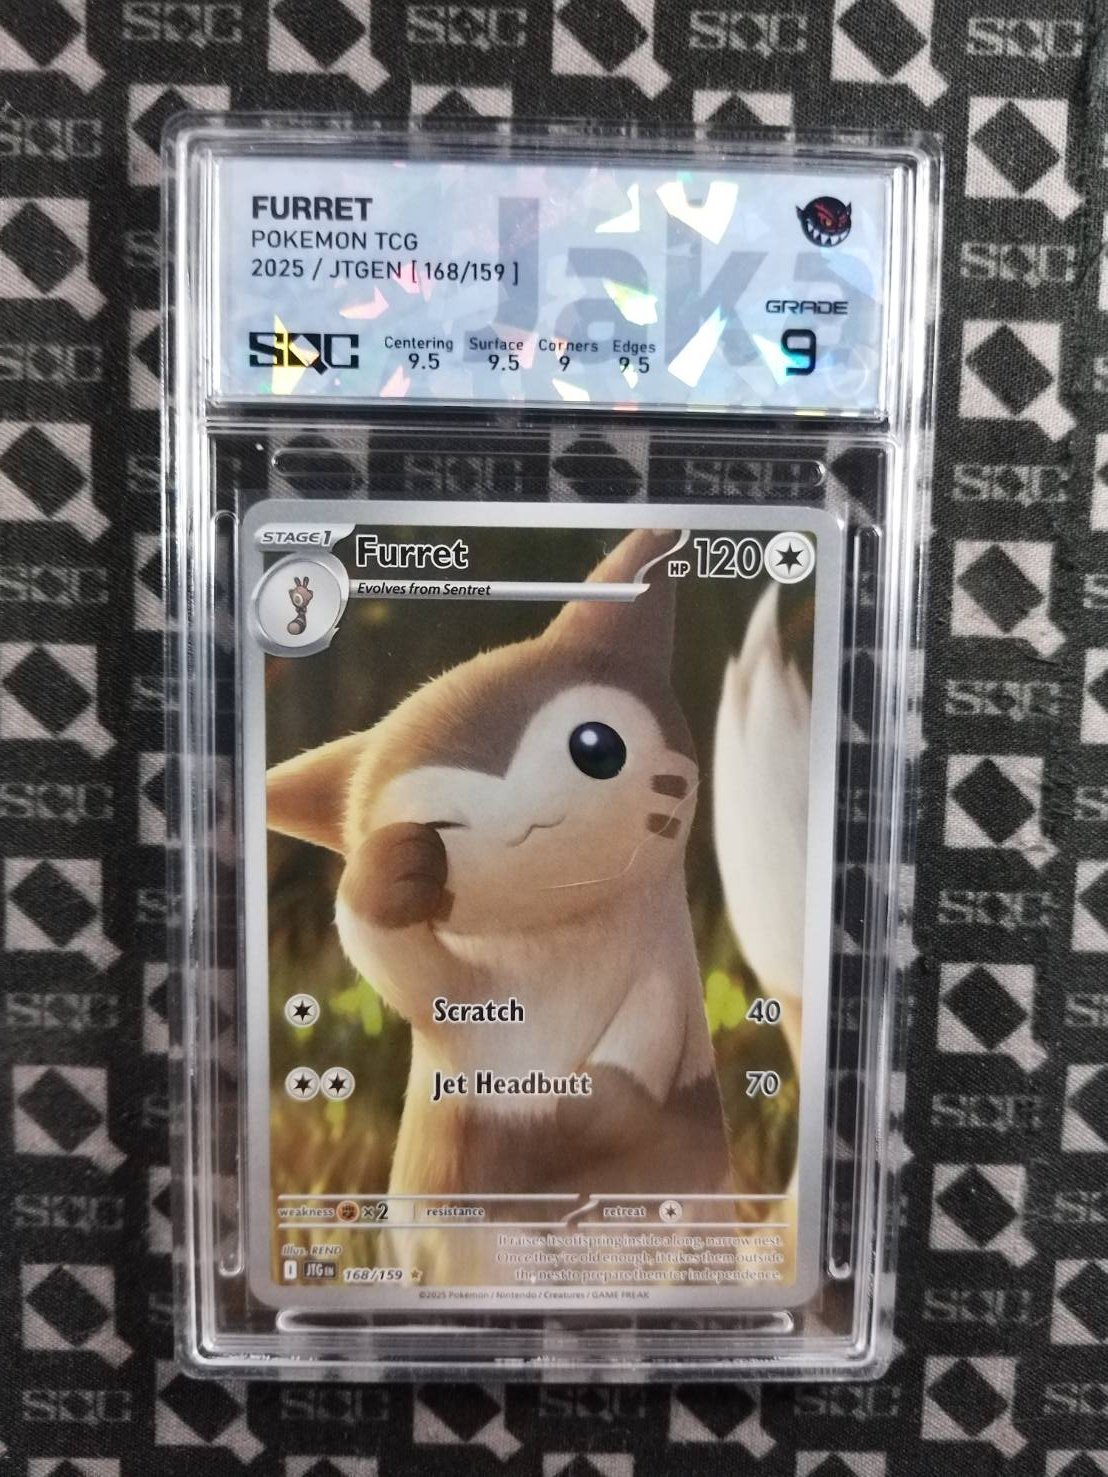 FURRET
POKEMON TCG
2025 / JTGEN [ 168/159 ]
Jaka
GRADE
9
SQC
Centering Surface Corners Edges
9.5 9.5 9 9.5
STAGE 1
Furret
HP 120
Evolves from Sentret
Scratch 40
Jet Headbutt 70
weakness ×2 resistance retreat
Illus. REND
It raises its offspring inside a long, narrow nest.
Once they're old enough, it takes them outside
the nest to prepare them for independence.
I JTG EN 168/159
©2025 Pokémon / Nintendo / Creatures / GAME FREAK